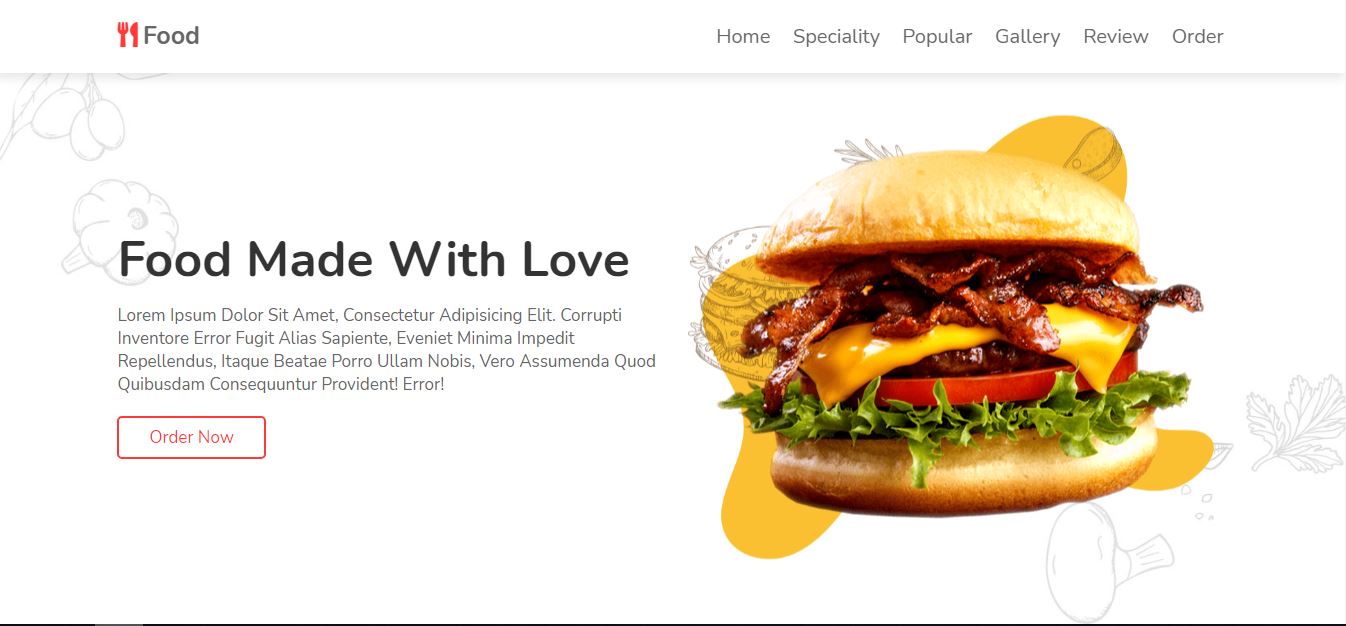 Food
Home Speciality Popular Gallery Review Order
Food Made With Love
Lorem Ipsum Dolor Sit Amet, Consectetur Adipisicing Elit. Corrupti
Inventore Error Fugit Alias Sapiente, Eveniet Minima Impedit
Repellendus, Itaque Beatae Porro Ullam Nobis, Vero Assumenda Quod
Quibusdam Consequuntur Provident! Error!
Order Now